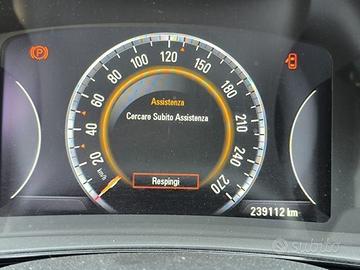 P
120
20
40
60
80
150
180
210
240
270
km/h
Assistenza
Cercare Subito Assistenza
Respingi
239112 km
subito